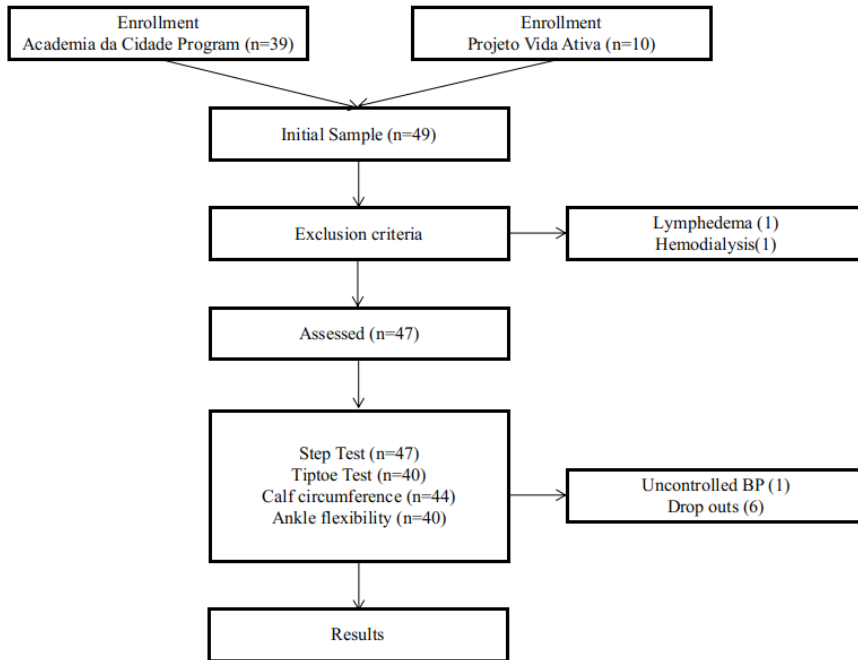 Enrollment
Academia da Cidade Program (n=39)
Enrollment
Projeto Vida Ativa (n=10)
Initial Sample (n=49)
Exclusion criteria
Lymphedema (1)
Hemodialysis(1)
Assessed (n=47)
Step Test (n=47)
Tiptoe Test (n=40)
Calf circumference (n=44)
Ankle flexibility (n=40)
Uncontrolled BP (1)
Drop outs (6)
Results